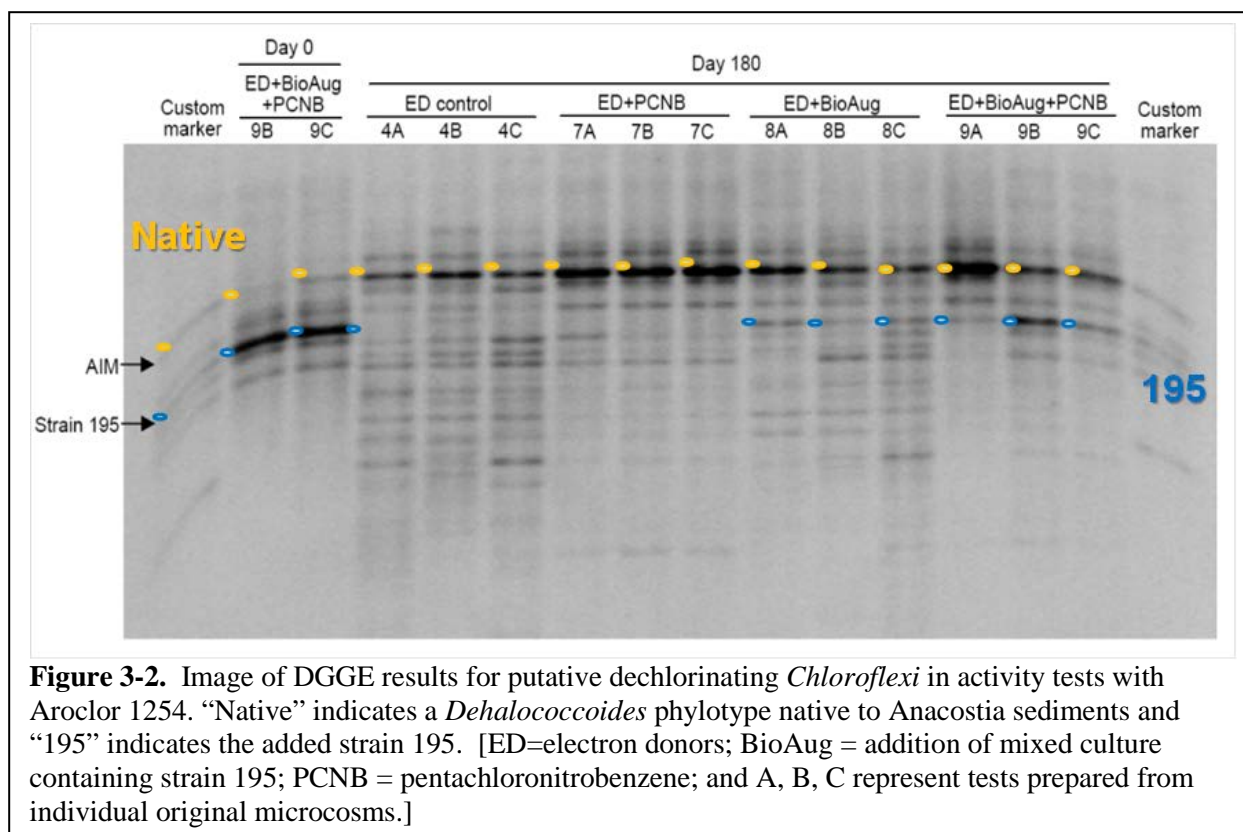 Day 0
Day 180
Custom marker
ED+BioAug +PCNB
ED control
ED+PCNB
ED+BioAug
ED+BioAug+PCNB
Custom marker
9B 9C 4A 4B 4C 7A 7B 7C 8A 8B 8C 9A 9B 9C
Native
AIM
195
Strain 195
Figure 3-2. Image of DGGE results for putative dechlorinating Chloroflexi in activity tests with
Aroclor 1254. “Native” indicates a Dehalococcoides phylotype native to Anacostia sediments and
“195” indicates the added strain 195. [ED=electron donors; BioAug = addition of mixed culture
containing strain 195; PCNB = pentachloronitrobenzene; and A, B, C represent tests prepared from
individual original microcosms.]